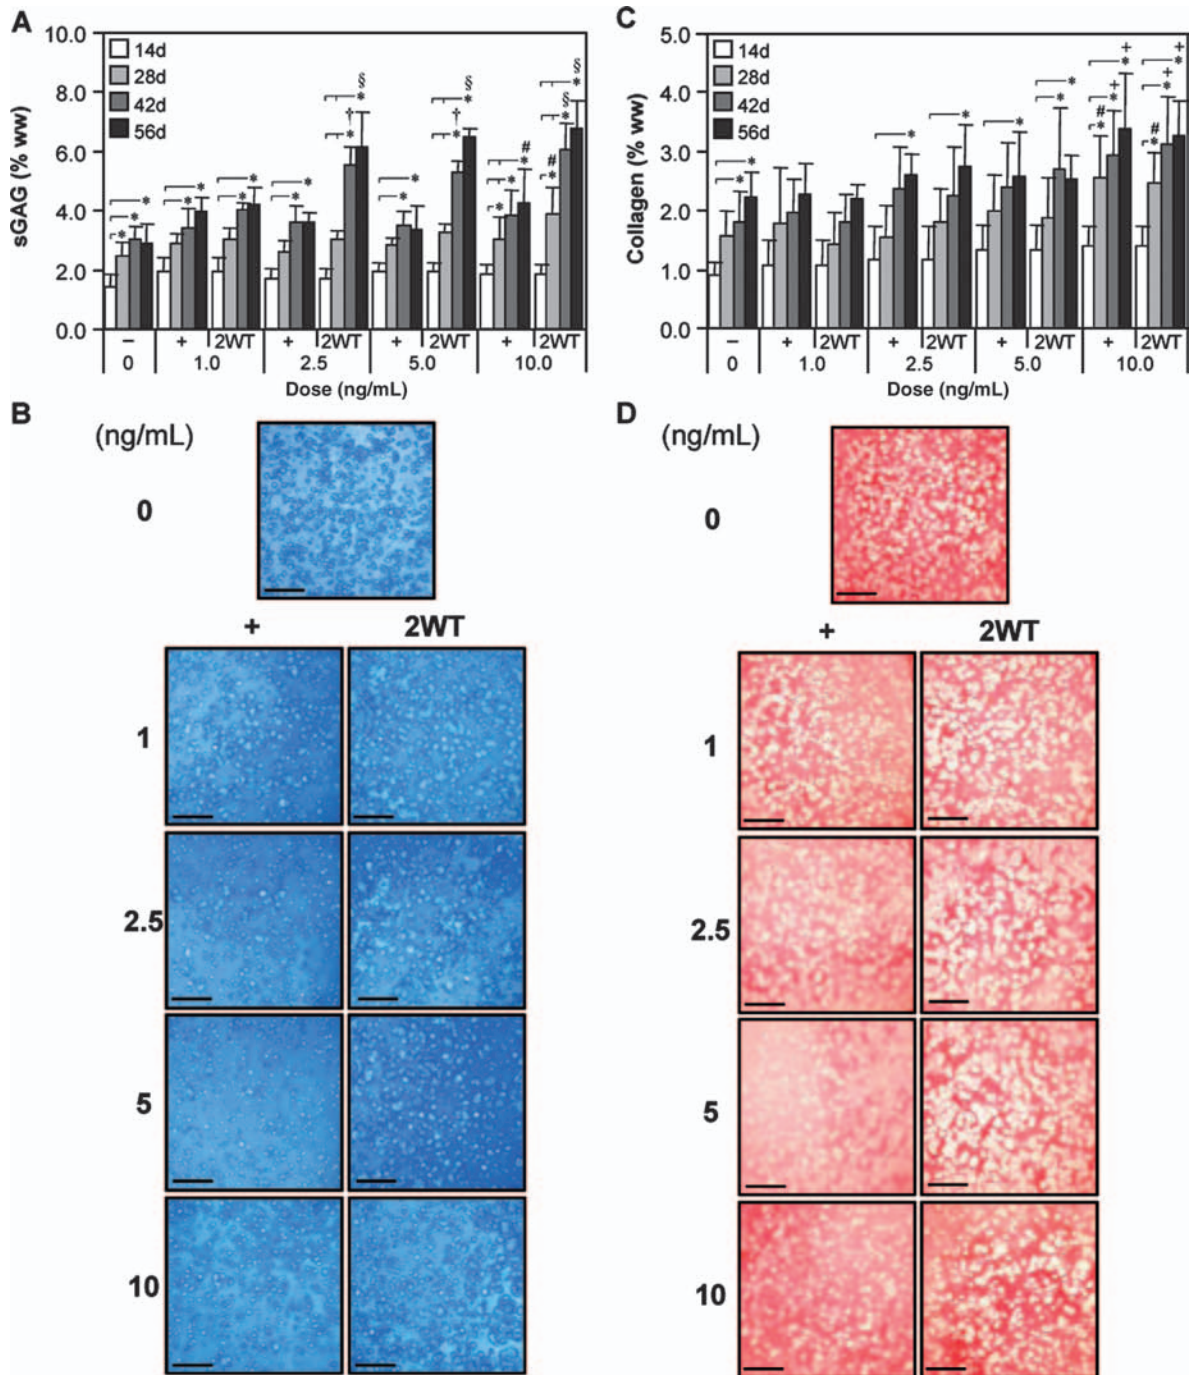 A
sGAG (% ww)
10.0
8.0
6.0
4.0
2.0
0.0
14d
28d
42d
56d
* * *
* *
* *
* *
†* §*
* *
†* §*
* * #*
#* §* §*
− + 2WT + 2WT + 2WT + 2WT
0 1.0 2.5 5.0 10.0
Dose (ng/mL)
C
Collagen (% ww)
5.0
4.0
3.0
2.0
1.0
0.0
14d
28d
42d
56d
* *
*
*
*
* *
#* +* +*
#* +* +*
− + 2WT + 2WT + 2WT + 2WT
0 1.0 2.5 5.0 10.0
Dose (ng/mL)
B
(ng/mL)
0
+ 2WT
1
2.5
5
10
D
(ng/mL)
0
+ 2WT
1
2.5
5
10